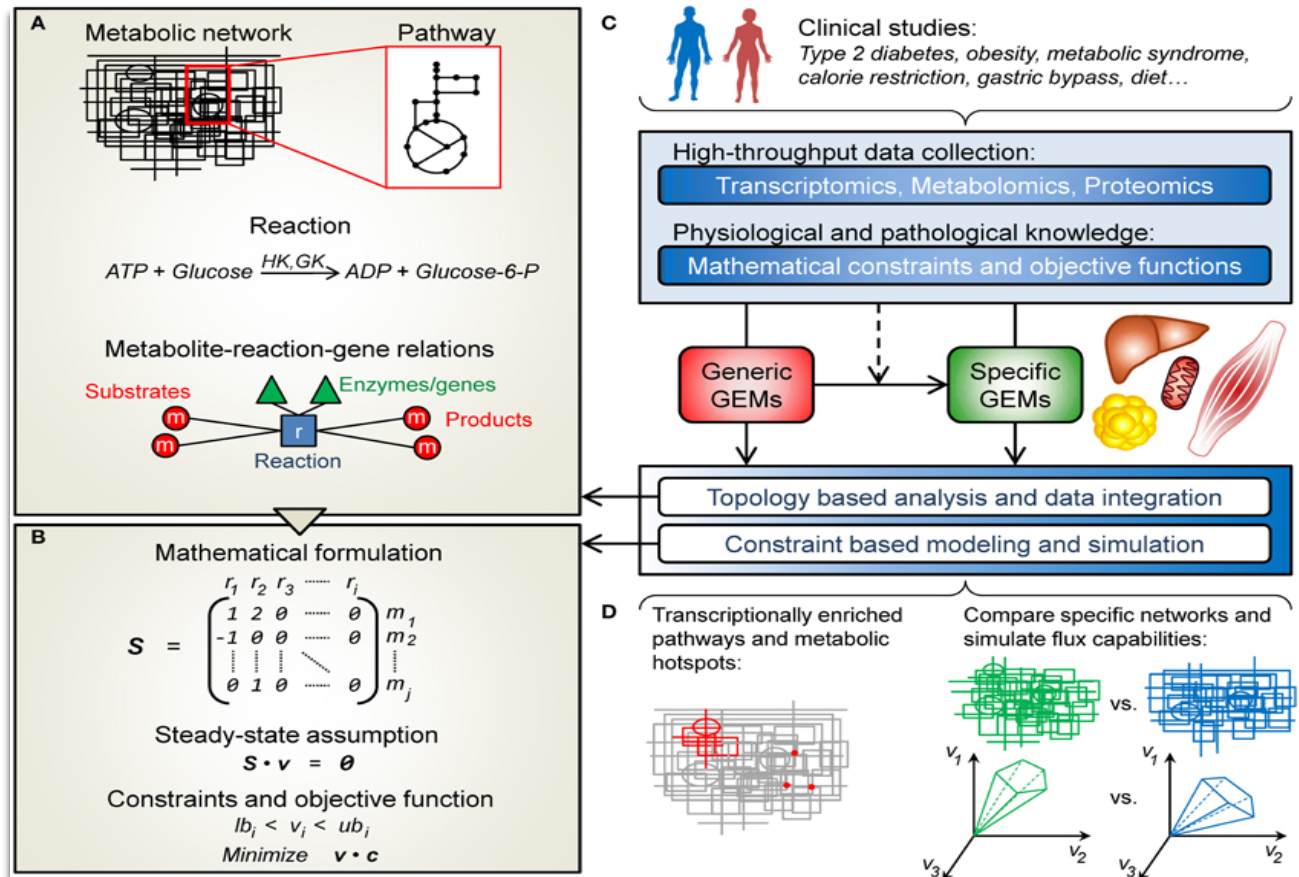 A
Metabolic network
Pathway
Reaction
ATP + Glucose HK,GK ADP + Glucose-6-P
Metabolite-reaction-gene relations
Substrates
Enzymes/genes
m
m
r
m
m
Products
Reaction
B
Mathematical formulation
r1 r2 r3 ........ ri
S = 1 2 0 ........ 0 m1
-1 0 0 ........ 0 m2
0 1 0 ........ 0 mj
Steady-state assumption
S • v = 0
Constraints and objective function
lbi < vi < ubi
Minimize v • c
C
Clinical studies:
Type 2 diabetes, obesity, metabolic syndrome,
calorie restriction, gastric bypass, diet...
High-throughput data collection:
Transcriptomics, Metabolomics, Proteomics
Physiological and pathological knowledge:
Mathematical constraints and objective functions
Generic
GEMs
Specific
GEMs
Topology based analysis and data integration
Constraint based modeling and simulation
D
Transcriptionally enriched
pathways and metabolic
hotspots:
Compare specific networks and
simulate flux capabilities:
vs.
v1
v2
v3
vs.
v1
v2
v3